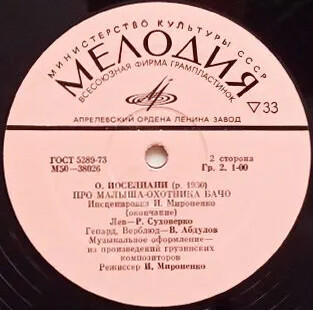 МИНИСТЕРСТВО КУЛЬТУРЫ СССР
МЕЛОДИЯ
ВСЕСОЮЗНАЯ ФИРМА ГРАМПЛАСТИНОК
▽33
АПРЕЛЕВСКИЙ ОРДЕНА ЛЕНИНА ЗАВОД
ГОСТ 5289-73 2 сторона
М50—38026 Гр. 2. 1-00
О. ИОСЕЛИАНИ (р. 1930)
ПРО МАЛЫША-ОХОТНИКА БАЧО
Инсценировка И. Мироненко
(окончание)
Лев—Р. Суховерко
Гепард, Верблюд—В. Абдулов
Музыкальное оформление—
из произведений грузинских
композиторов
Режиссер И. Мироненко